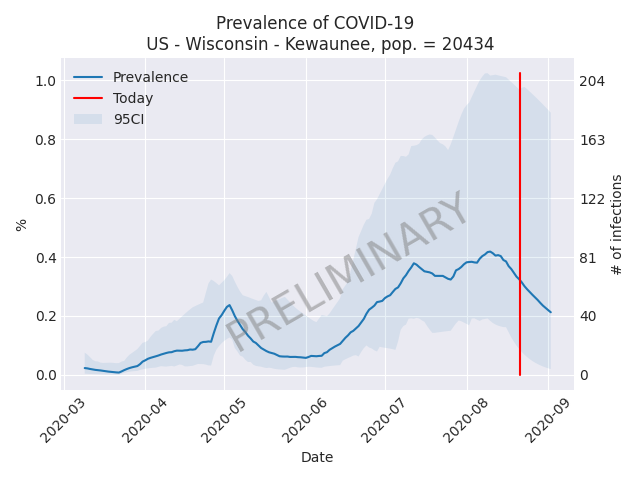 Prevalence of COVID-19
US - Wisconsin - Kewaunee, pop. = 20434
Prevalence
Today
95CI
1.0
0.8
0.6
0.4
0.2
0.0
%
204
163
122
81
40
0
# of infections
PRELIMINARY
2020-03
2020-04
2020-05
2020-06
2020-07
2020-08
2020-09
Date